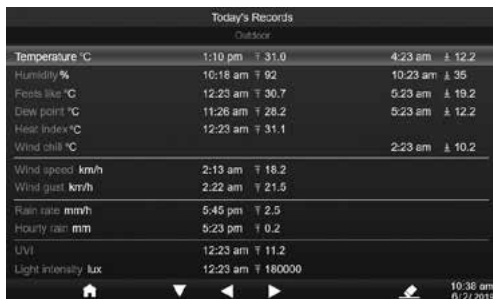 Today's Records
Outdoor
Temperature °C 1:10 pm 31.0 4:23 am 12.2
Humidity % 10:18 am 92 10:23 am 35
Feels like °C 12:23 am 30.7 5:23 am 19.2
Dew point °C 11:26 am 28.2 5:23 am 12.2
Heat index °C 12:23 am 31.1
Wind chill °C 2:23 am 10.2
Wind speed km/h 2:13 am 18.2
Wind gust km/h 2:22 am 21.5
Rain rate mm/h 5:45 pm 2.5
Hourly rain mm 5:23 pm 0.2
UVI 12:23 am 11.2
Light intensity lux 12:23 am 180000
10:38 am
6/2/201